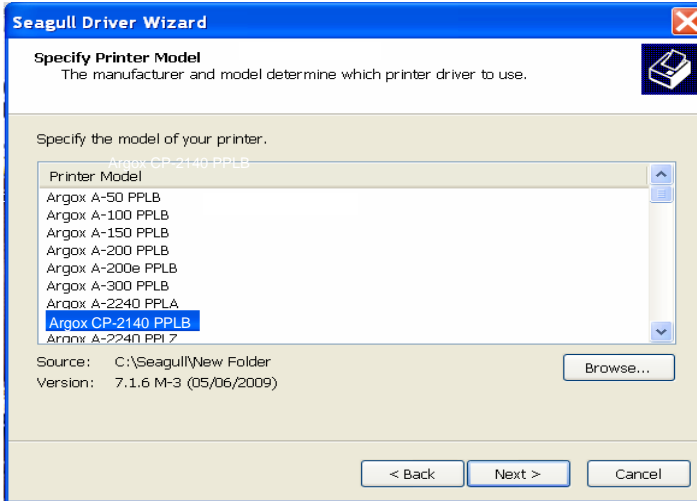 Seagull Driver Wizard
Specify Printer Model
The manufacturer and model determine which printer driver to use.
Specify the model of your printer.
Argox CP-2140 PPLB
Printer Model
Argox A-50 PPLB
Argox A-100 PPLB
Argox A-150 PPLB
Argox A-200 PPLB
Argox A-200e PPLB
Argox A-300 PPLB
Argox A-2240 PPLA
Argox CP-2140 PPLB
Argox A-2240 PPLZ
Source: C:\Seagull\New Folder
Browse...
Version: 7.1.6 M-3 (05/06/2009)
< Back Next > Cancel